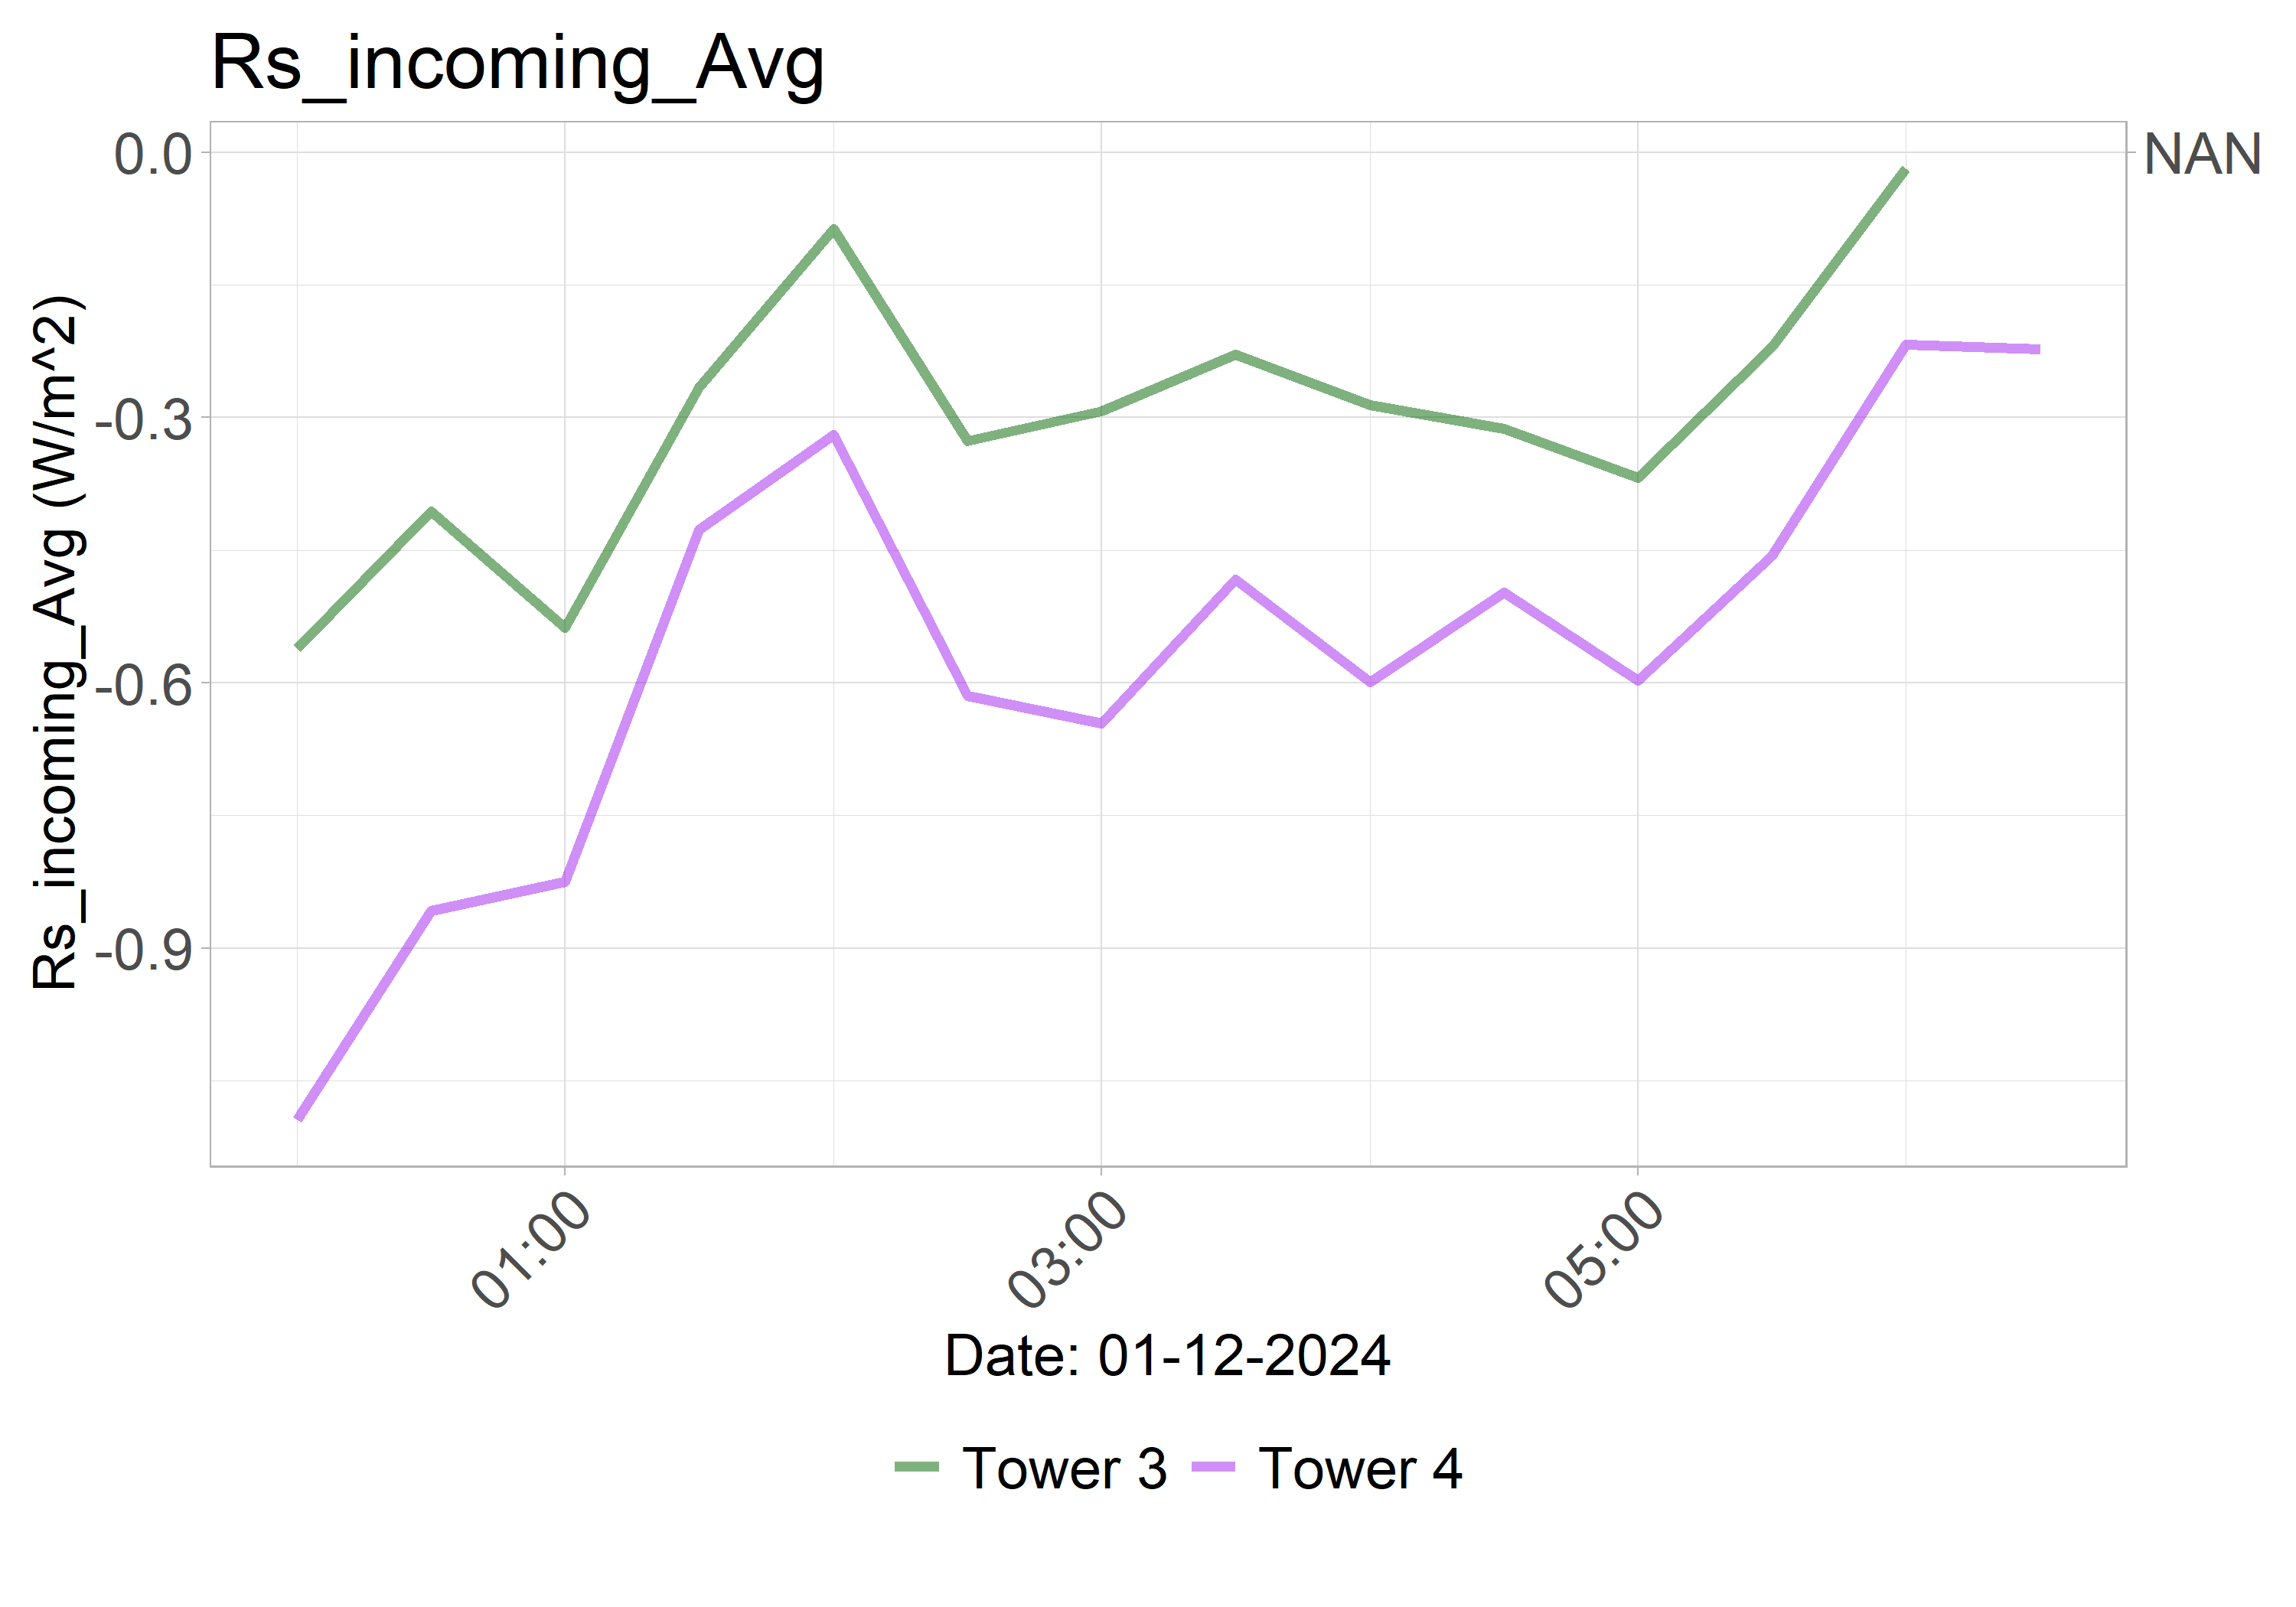 Rs_incoming_Avg
Rs_incoming_Avg (W/m^2)
0.0
-0.3
-0.6
-0.9
NAN
01:00
03:00
05:00
Date: 01-12-2024
Tower 3
Tower 4